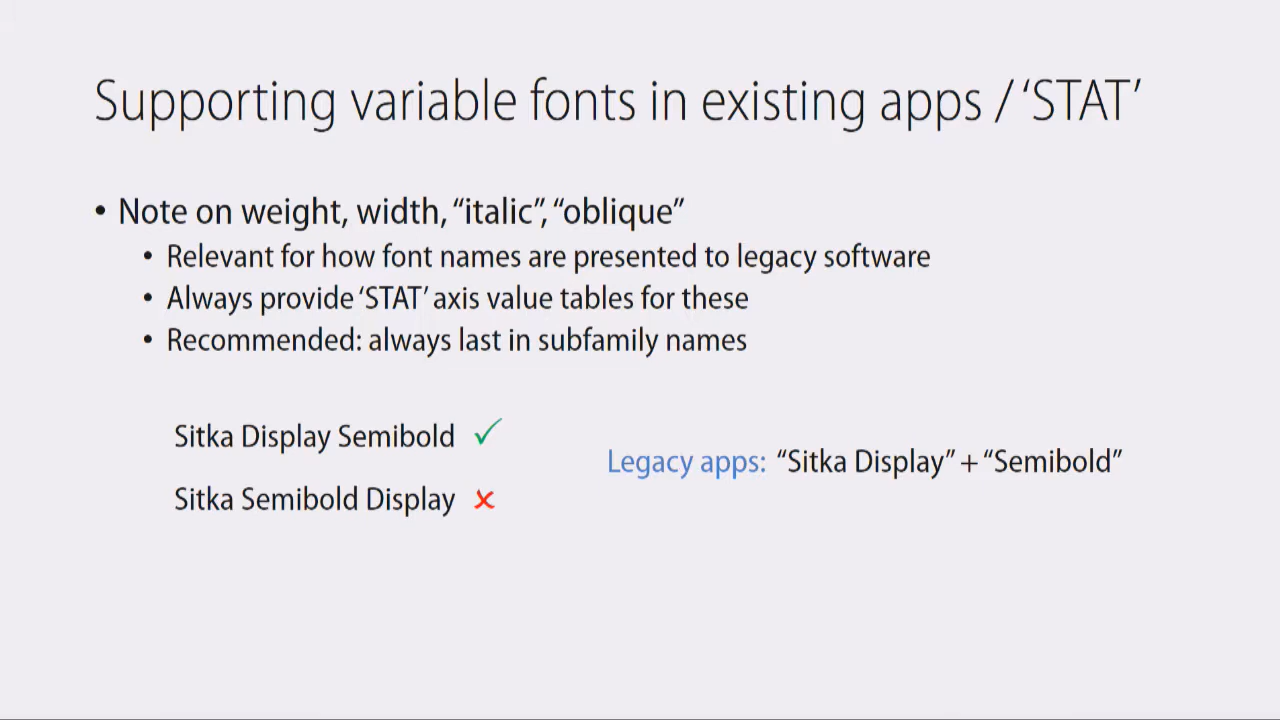 Supporting variable fonts in existing apps / ‘STAT’
• Note on weight, width, “italic”, “oblique”
• Relevant for how font names are presented to legacy software
• Always provide ‘STAT’ axis value tables for these
• Recommended: always last in subfamily names
Sitka Display Semibold ✓
Legacy apps: “Sitka Display” + “Semibold”
Sitka Semibold Display ✗